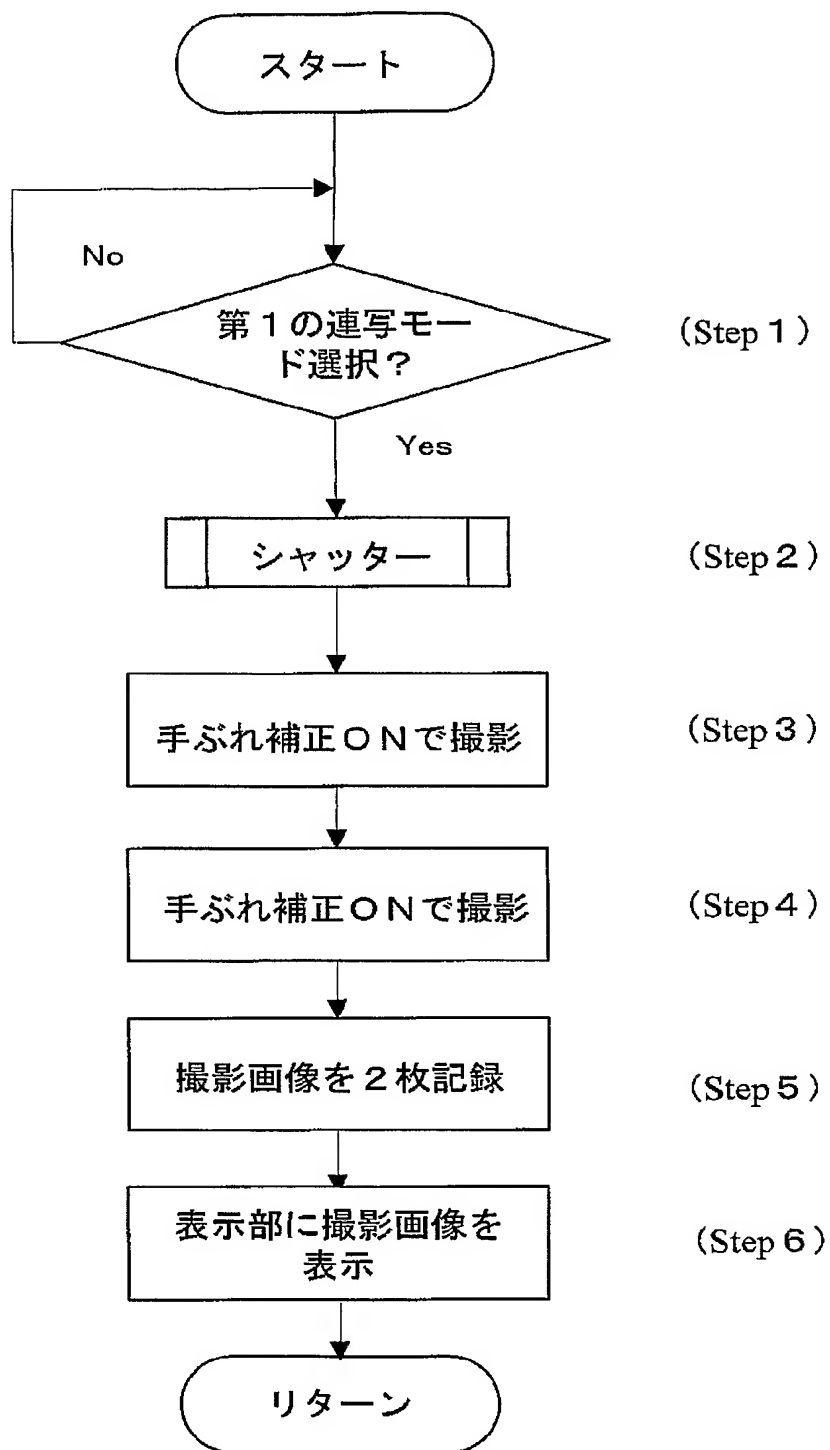 スタート
No
第１の連写モー
ド選択？
(Step１)
Yes
シャッター
(Step２)
手ぶれ補正ＯＮで撮影
(Step３)
手ぶれ補正ＯＮで撮影
(Step４)
撮影画像を２枚記録
(Step５)
表示部に撮影画像を
表示
(Step６)
リターン